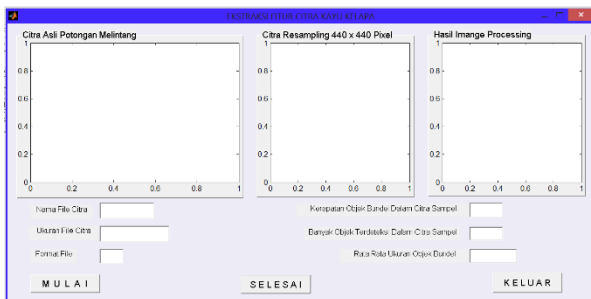 EKSTRAKSI FITUR CITRA KAYU KELAPA
Citra Asli Potongan Melintang
Citra Resampling 440 x 440 Pixel
Hasil Imange Processing
1
0.8
0.6
0.4
0.2
0
0 0.2 0.4 0.6 0.8 1
1
0.8
0.6
0.4
0.2
0
0 0.2 0.4 0.6 0.8 1
1
0.8
0.6
0.4
0.2
0
0 0.2 0.4 0.6 0.8 1
Nama File Citra
Ukuran File Citra
Format File
Kerapatan Objek Bundel Dalam Citra Sampel
Banyak Objek Terdeteksi Dalam Citra Sampel
Rata Rata Ukuran Objek Bundel
MULAI
SELESAI
KELUAR